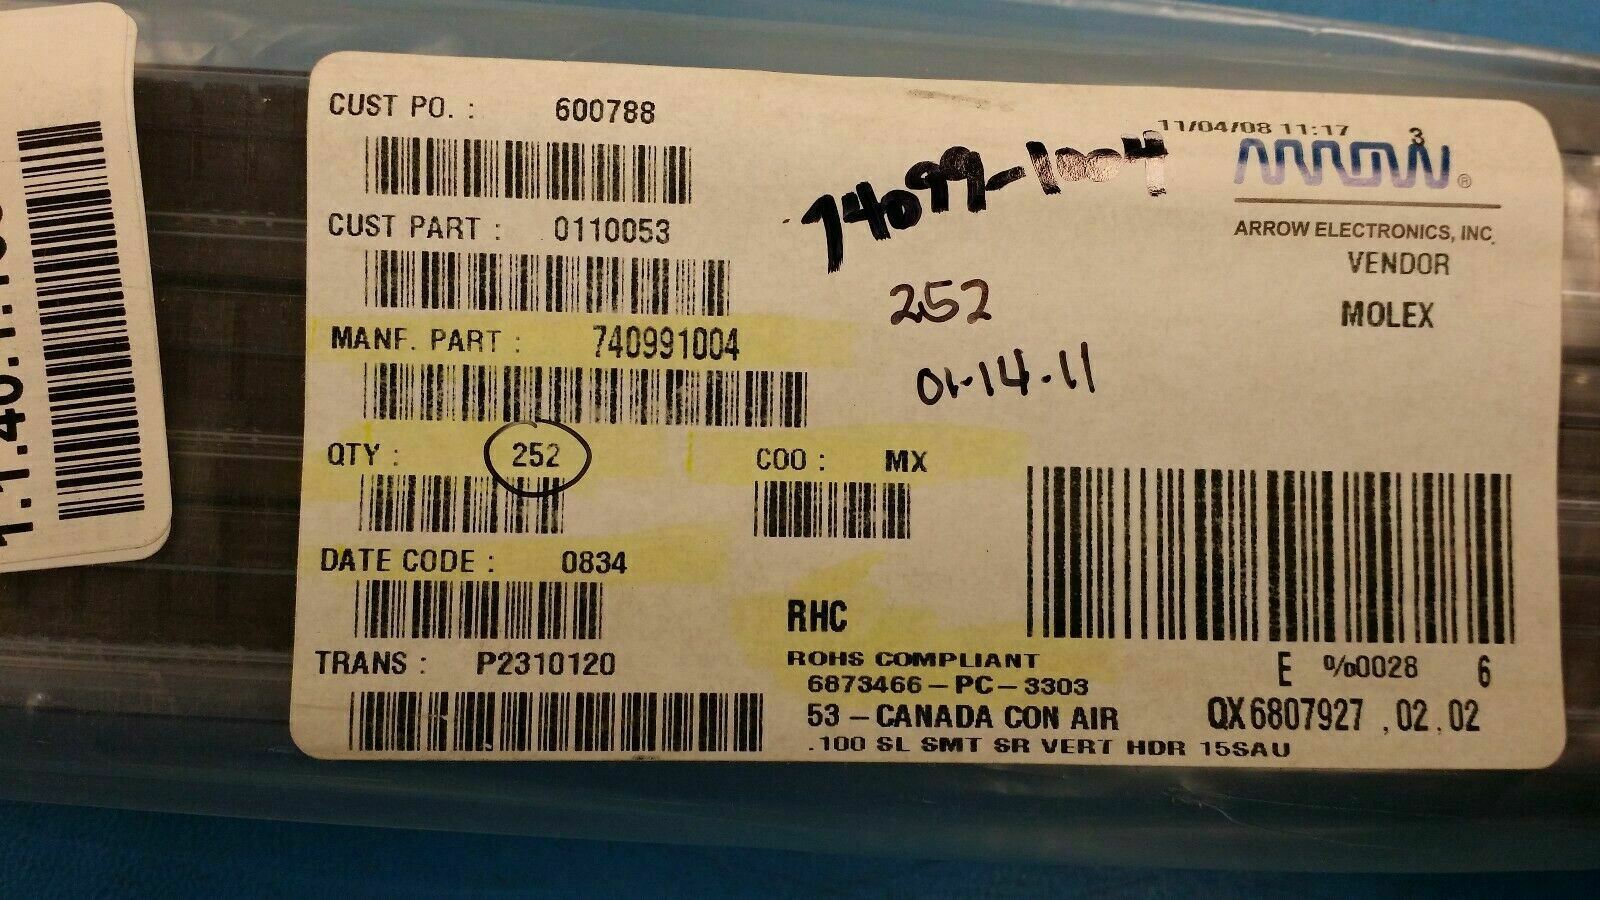 CUST PO. : 600788
CUST PART : 0110053
MANF. PART : 740991004
QTY : 252
COO : MX
DATE CODE : 0834
TRANS : P2310120
74099-1004
252
01-14-11
11/04/08 11:17
3
ARROW®
ARROW ELECTRONICS, INC.
VENDOR
MOLEX
RHC
ROHS COMPLIANT
6873466-PC-3303
53-CANADA CON AIR
.100 SL SMT SR VERT HDR 15SAU
E %0028 6
QX6807927 ,02.02